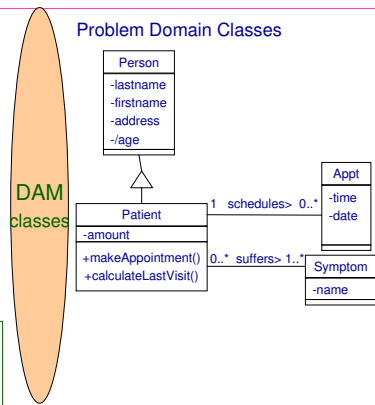 Problem Domain Classes
Person
-lastname
-firstname
-address
-/age
DAM
classes
Patient
-amount
+makeAppointment()
+calculateLastVisit()
1 schedules> 0..*
Appt
-time
-date
0..* suffers> 1..*
Symptom
-name